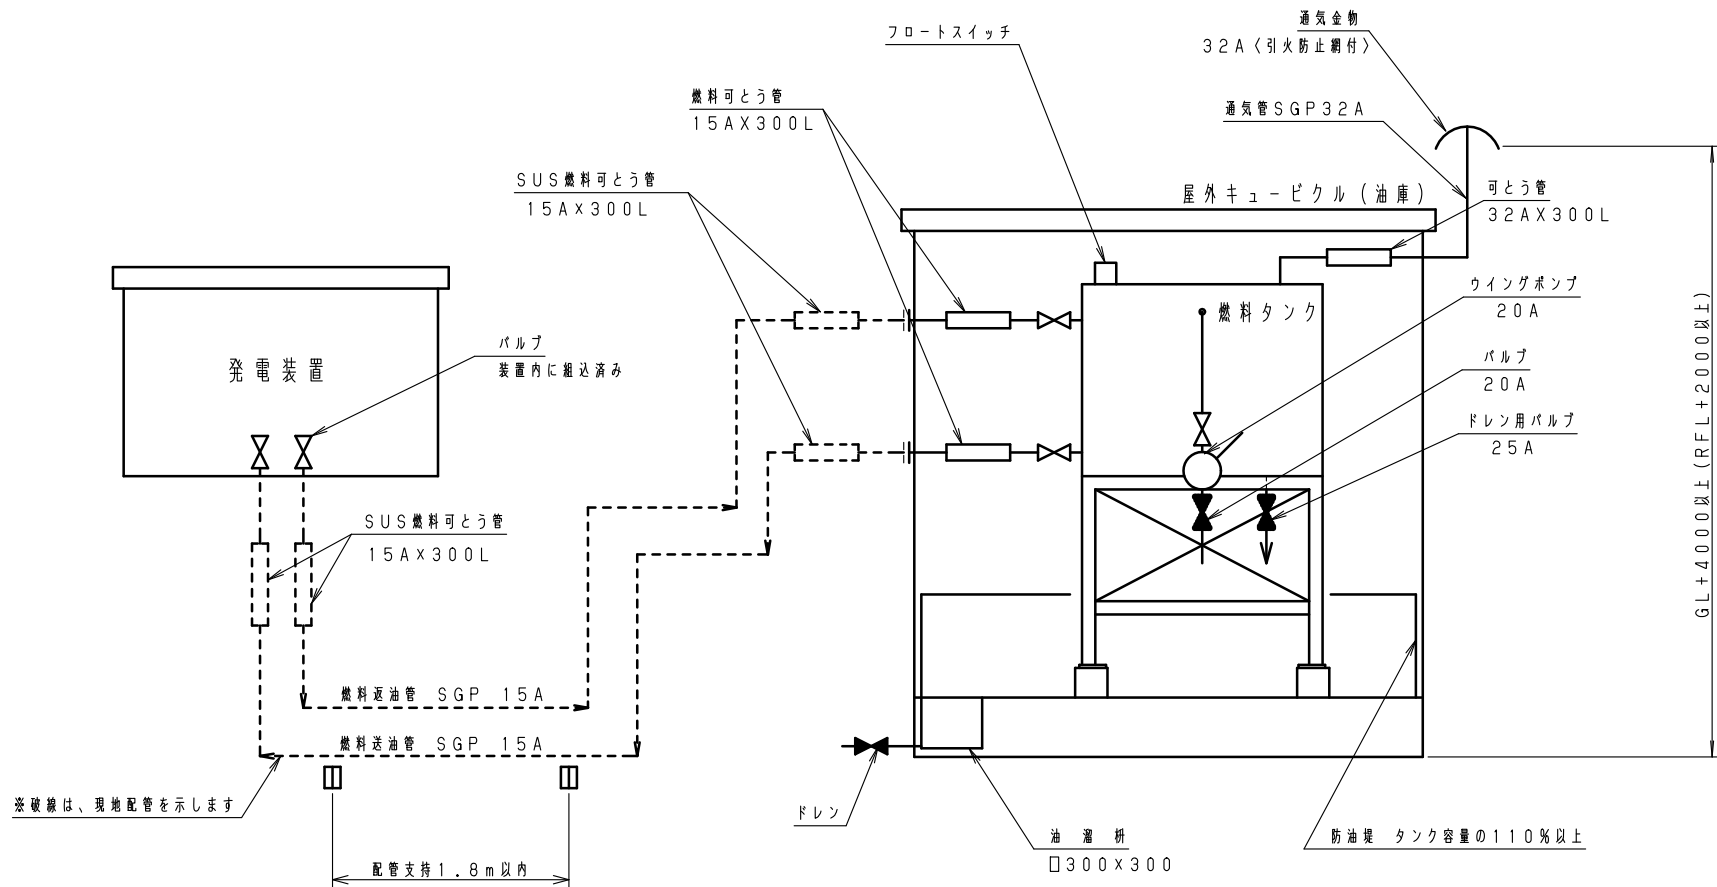 通気金物
32A〈引火防止網付〉
フロートスイッチ
燃料可とう管
15AX300L
通気管SGP32A
SUS燃料可とう管
15A×300L
屋外キュービクル(油庫)
可とう管
32AX300L
ウイングポンプ
20A
燃料タンク
バルブ
装置内に組込済み
発電装置
バルブ
20A
ドレン用バルブ
25A
GL+4000以上(RFL+2000以上)
SUS燃料可とう管
15A×300L
燃料返油管 SGP 15A
燃料送油管 SGP 15A
※破線は、現地配管を示します
ドレン
油溜枡
□300×300
防油堤 タンク容量の110%以上
配管支持1.8m以内